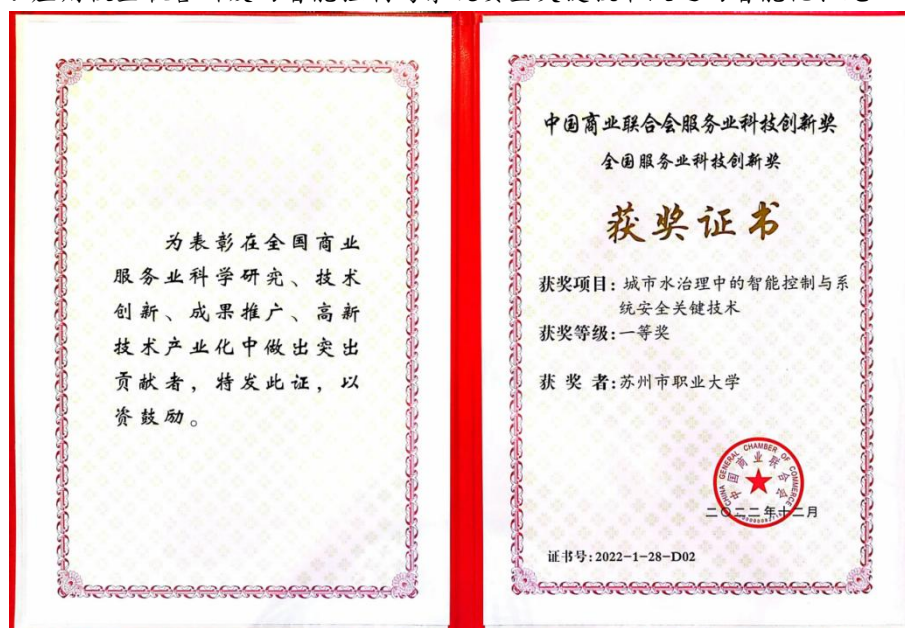 为表彰在全国商业
服务业科学研究、技术
创新、成果推广、高新
技术产业化中做出突出
贡献者，特发此证，以
资鼓励。
中国商业联合会服务业科技创新奖
全国服务业科技创新奖
获奖证书
获奖项目：城市水治理中的智能控制与系
统安全关键技术
获奖等级：一等奖
获 奖 者：苏州市职业大学
CHINA GENERAL CHAMBER OF COMMERCE
中国商业联合会
二〇二二年十二月
证书号：2022-1-28-D02